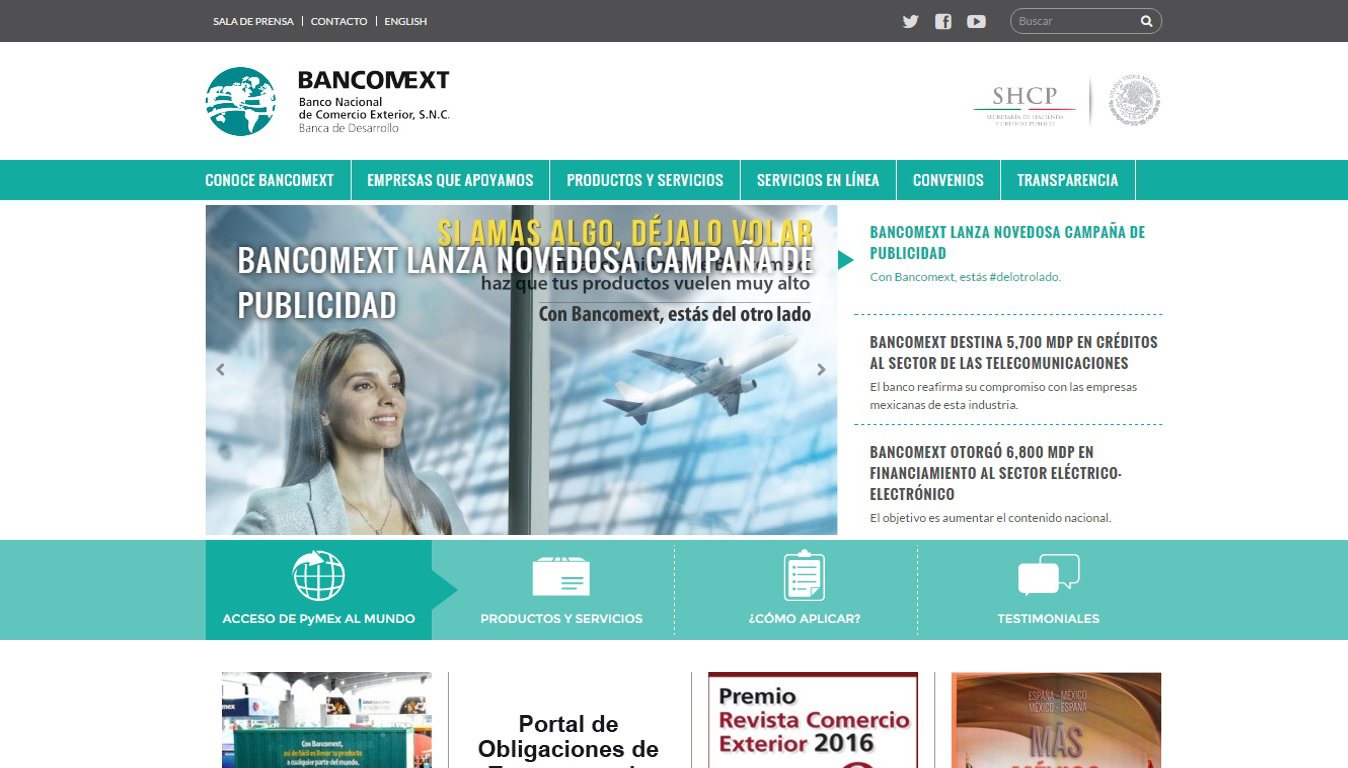 SALA DE PRENSA
CONTACTO
ENGLISH
Buscar
BANCOMEXT
Banco Nacional
de Comercio Exterior, S.N.C.
Banca de Desarrollo
SHCP
SECRETARÍA DE HACIENDA
Y CRÉDITO PÚBLICO
CONOCE BANCOMEXT
EMPRESAS QUE APOYAMOS
PRODUCTOS Y SERVICIOS
SERVICIOS EN LÍNEA
CONVENIOS
TRANSPARENCIA
SI AMAS ALGO, DÉJALO VOLAR
BANCOMEXT LANZA NOVEDOSA CAMPAÑA DE
PUBLICIDAD
haz que tus productos vuelen muy alto
Con Bancomext, estás del otro lado
BANCOMEXT LANZA NOVEDOSA CAMPAÑA DE
PUBLICIDAD
Con Bancomext, estás #delotrolado.
BANCOMEXT DESTINA 5,700 MDP EN CRÉDITOS
AL SECTOR DE LAS TELECOMUNICACIONES
El banco reafirma su compromiso con las empresas
mexicanas de esta industria.
BANCOMEXT OTORGÓ 6,800 MDP EN
FINANCIAMIENTO AL SECTOR ELÉCTRICO-
ELECTRÓNICO
El objetivo es aumentar el contenido nacional.
ACCESO DE PyMEx AL MUNDO
PRODUCTOS Y SERVICIOS
¿CÓMO APLICAR?
TESTIMONIALES
Con Bancomext,
así de fácil es llevar tu producto
a cualquier parte del mundo.
Portal de
Obligaciones de
Premio
Revista Comercio
Exterior 2016
ESPAÑA - MÉXICO
MÉXICO - ESPAÑA
MÁS
MÉXICO